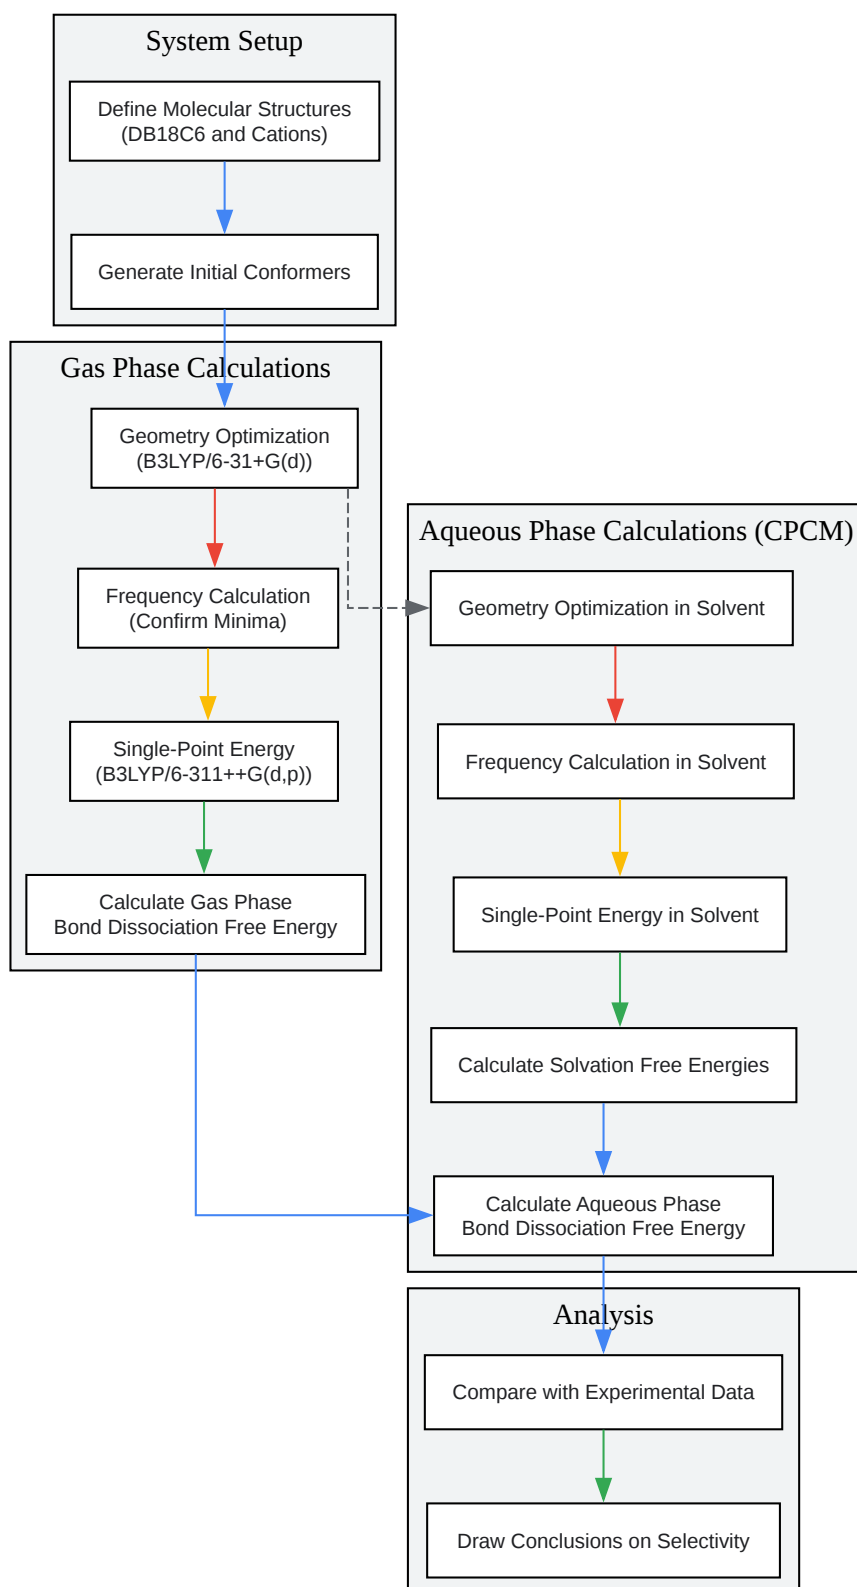 System Setup
Define Molecular Structures
(DB18C6 and Cations)
Generate Initial Conformers
Gas Phase Calculations
Geometry Optimization
(B3LYP/6-31+G(d))
Frequency Calculation
(Confirm Minima)
Single-Point Energy
(B3LYP/6-311++G(d,p))
Calculate Gas Phase
Bond Dissociation Free Energy
Aqueous Phase Calculations (CPCM)
Geometry Optimization in Solvent
Frequency Calculation in Solvent
Single-Point Energy in Solvent
Calculate Solvation Free Energies
Calculate Aqueous Phase
Bond Dissociation Free Energy
Analysis
Compare with Experimental Data
Draw Conclusions on Selectivity